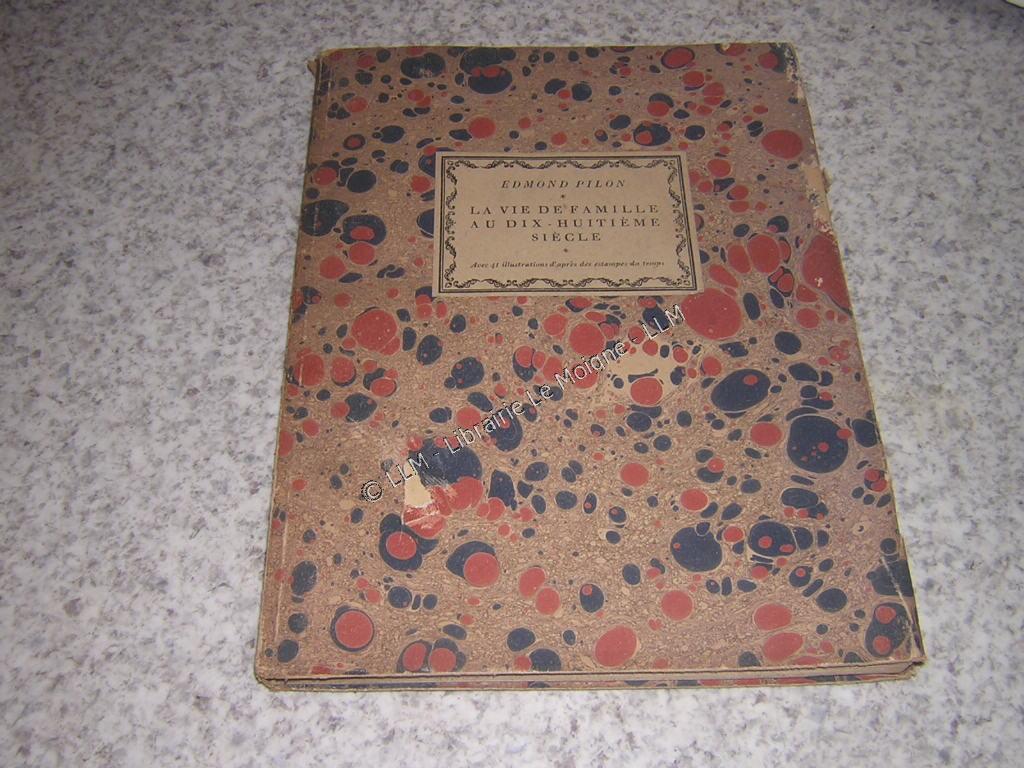 EDMOND PILON
LA VIE DE FAMILLE
AU DIX-HUITIÈME
SIÈCLE
Avec 41 illustrations d'après des estampes du temps
© LLM - Librairie Le Moigne - LLM